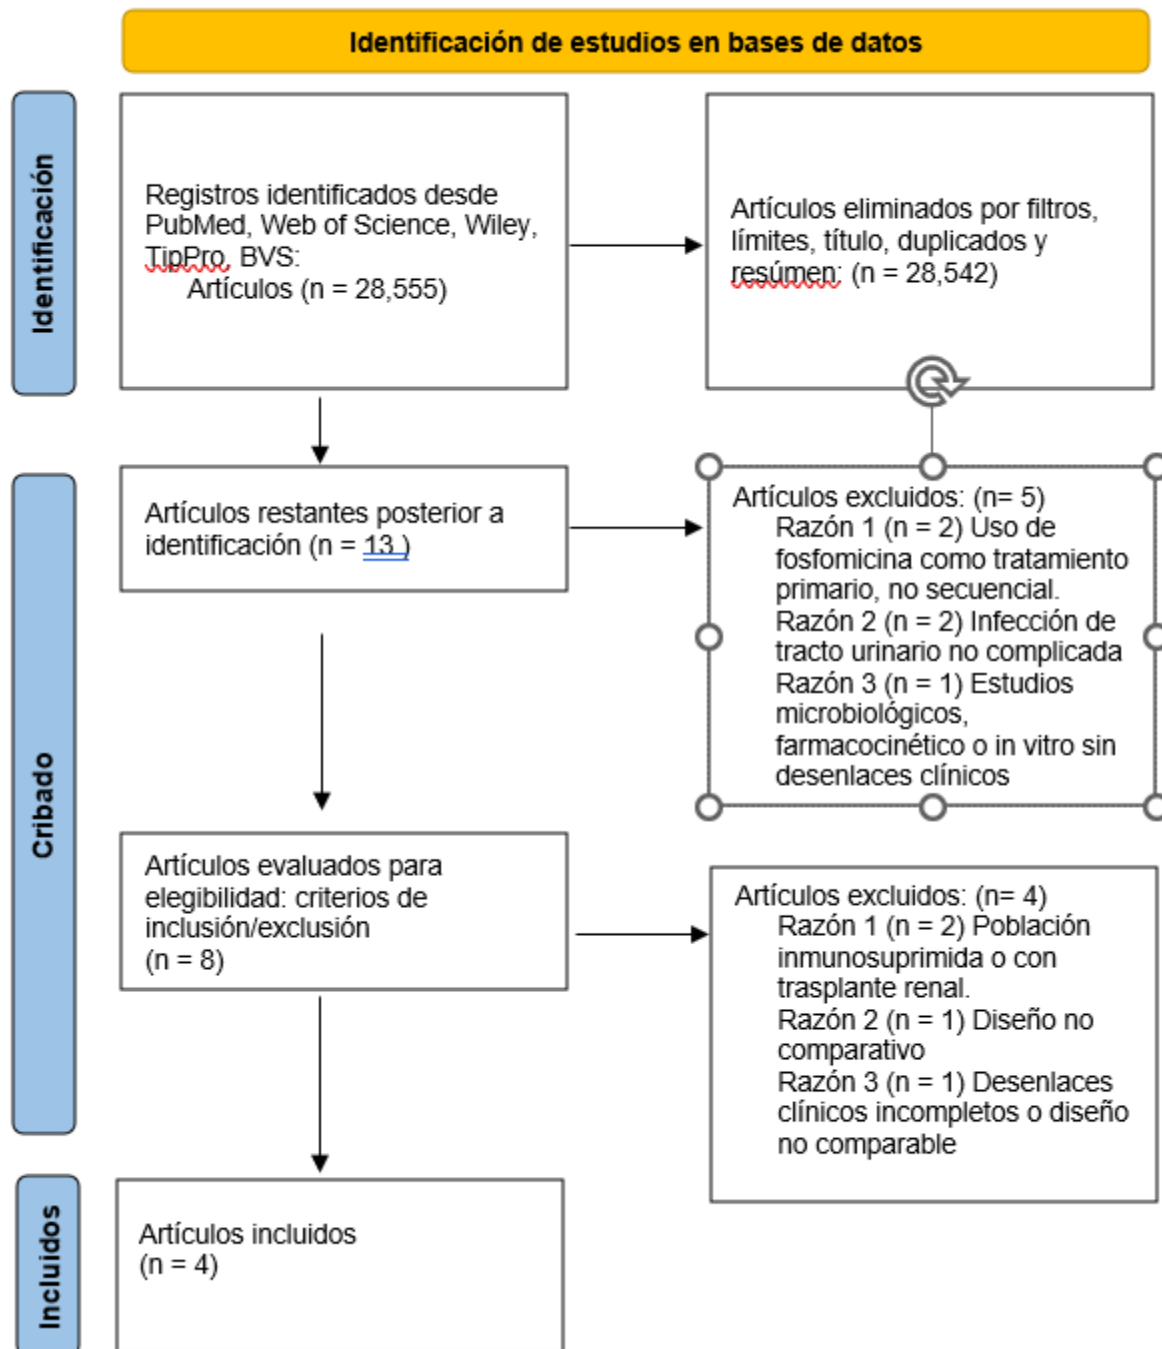 Identificación de estudios en bases de datos
Identificación
Registros identificados desde
PubMed, Web of Science, Wiley,
TipPro, BVS:
Artículos (n = 28,555)
Artículos eliminados por filtros,
límites, título, duplicados y
resúmen: (n = 28,542)
Cribado
Artículos restantes posterior a
identificación (n = 13 )
Artículos excluidos: (n= 5)
Razón 1 (n = 2) Uso de
fosfomicina como tratamiento
primario, no secuencial.
Razón 2 (n = 2) Infección de
tracto urinario no complicada
Razón 3 (n = 1) Estudios
microbiológicos,
farmacocinético o in vitro sin
desenlaces clínicos
Artículos evaluados para
elegibilidad: criterios de
inclusión/exclusión
(n = 8)
Artículos excluidos: (n= 4)
Razón 1 (n = 2) Población
inmunosuprimida o con
trasplante renal.
Razón 2 (n = 1) Diseño no
comparativo
Razón 3 (n = 1) Desenlaces
clínicos incompletos o diseño
no comparable
Incluidos
Artículos incluidos
(n = 4)